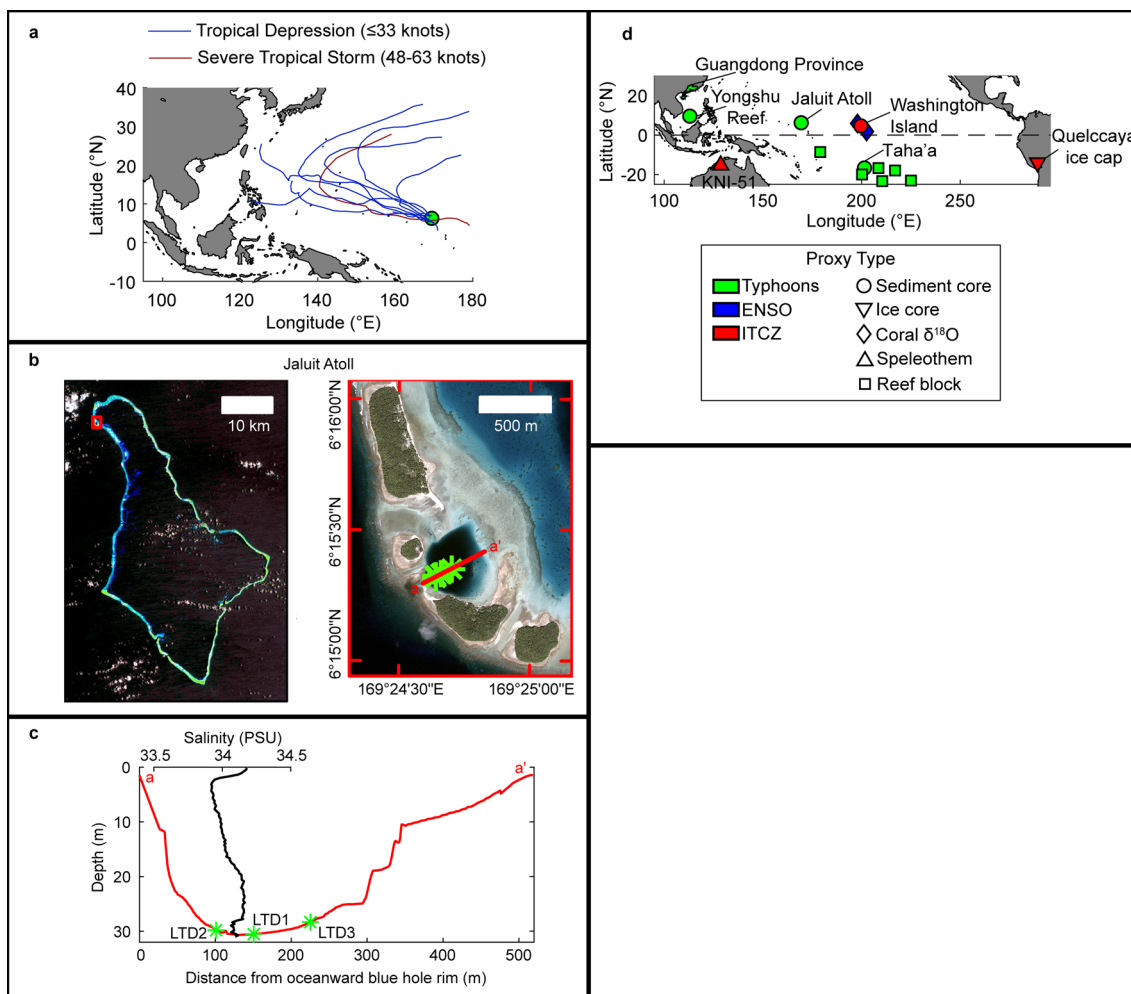 a
Tropical Depression (≤33 knots)
Severe Tropical Storm (48-63 knots)
40
30
20
10
0
-10
Latitude (°N)
100 120 140 160 180
Longitude (°E)
b
Jaluit Atoll
10 km
500 m
6°16'00"N
6°15'30"N
6°15'00"N
a
a'
169°24'30"E 169°25'00"E
c
Salinity (PSU)
33.5 34 34.5
0
10
20
30
Depth (m)
a
a'
LTD2
LTD1
LTD3
0 100 200 300 400 500
Distance from oceanward blue hole rim (m)
d
Guangdong Province
Yongshu
Reef
Jaluit Atoll
Washington
Island
Taha'a
Quelccaya
ice cap
KNI-51
20
0
-20
Latitude (°N)
100 150 200 250
Longitude (°E)
Proxy Type
Typhoons
ENSO
ITCZ
Sediment core
Ice core
Coral δ¹⁸O
Speleothem
Reef block